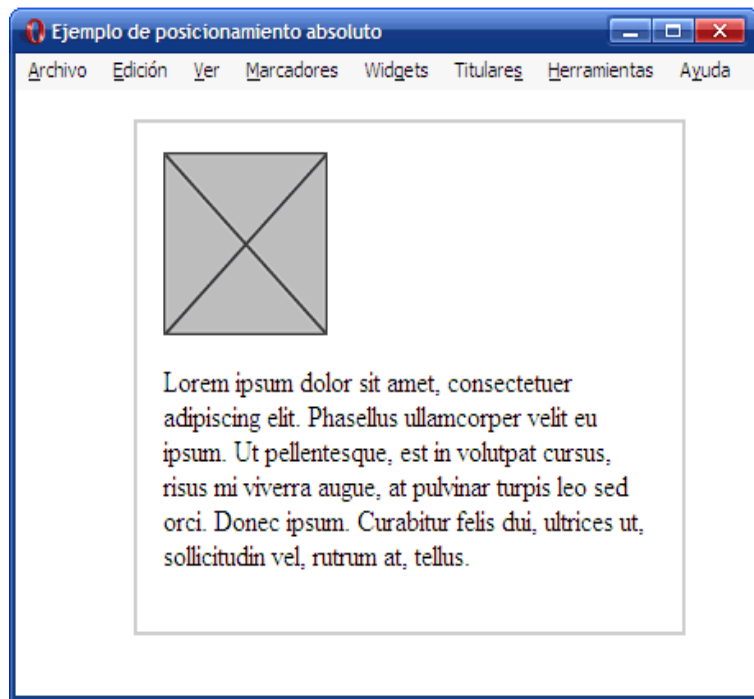 Ejemplo de posicionamiento absoluto
Archivo Edición Ver Marcadores Widgets Titulares Herramientas Ayuda
Lorem ipsum dolor sit amet, consectetuer
adipiscing elit. Phasellus ullamcorper velit eu
ipsum. Ut pellentesque, est in volutpat cursus,
risus mi viverra augue, at pulvinar turpis leo sed
orci. Donec ipsum. Curabitur felis dui, ultrices ut,
sollicitudin vel, rutrum at, tellus.